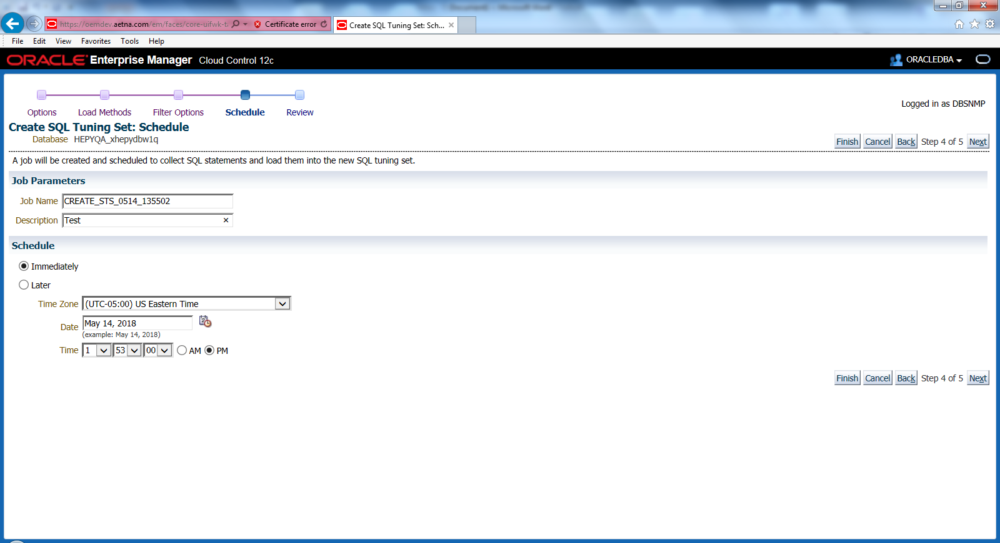 https://oemdev.aetna.com/em/faces/core-uifwk-t
Certificate error
Create SQL Tuning Set: Sch...
File Edit View Favorites Tools Help
ORACLE Enterprise Manager Cloud Control 12c
ORACLEDBA
Options Load Methods Filter Options Schedule Review
Logged in as DBSNMP
Create SQL Tuning Set: Schedule
Database HEPYQA_xhepydbw1q
Finish Cancel Back Step 4 of 5 Next
A job will be created and scheduled to collect SQL statements and load them into the new SQL tuning set.
Job Parameters
Job Name CREATE_STS_0514_135502
Description Test
Schedule
Immediately
Later
Time Zone (UTC-05:00) US Eastern Time
Date May 14, 2018
(example: May 14, 2018)
Time 1 53 00 AM PM
Finish Cancel Back Step 4 of 5 Next